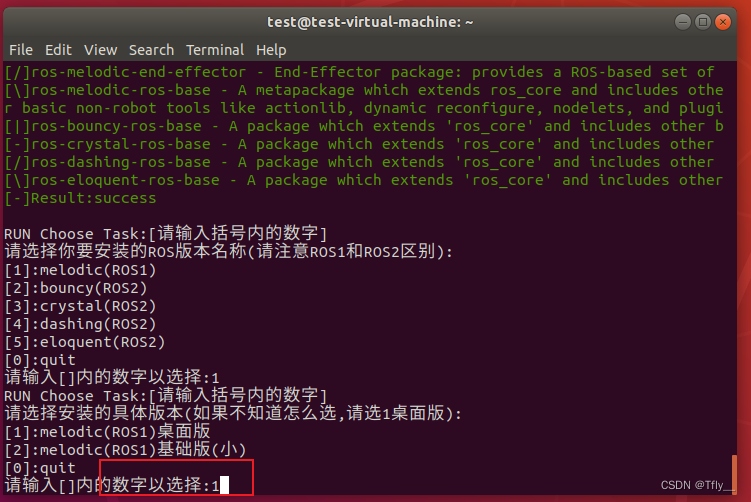 test@test-virtual-machine: ~
File Edit View Search Terminal Help
[/]ros-melodic-end-effector - End-Effector package: provides a ROS-based set of
[\]ros-melodic-ros-base - A metapackage which extends ros_core and includes othe
r basic non-robot tools like actionlib, dynamic reconfigure, nodelets, and plugi
[|]ros-bouncy-ros-base - A package which extends 'ros_core' and includes other b
[-]ros-crystal-ros-base - A package which extends 'ros_core' and includes other
[/]ros-dashing-ros-base - A package which extends 'ros_core' and includes other
[\]ros-eloquent-ros-base - A package which extends 'ros_core' and includes other
[-]Result:success
RUN Choose Task:[请输入括号内的数字]
请选择你要安装的ROS版本名称(请注意ROS1和ROS2区别):
[1]:melodic(ROS1)
[2]:bouncy(ROS2)
[3]:crystal(ROS2)
[4]:dashing(ROS2)
[5]:eloquent(ROS2)
[0]:quit
请输入[]内的数字以选择:1
RUN Choose Task:[请输入括号内的数字]
请选择安装的具体版本(如果不知道怎么选,请选1桌面版):
[1]:melodic(ROS1)桌面版
[2]:melodic(ROS1)基础版(小)
[0]:quit
请输入[]内的数字以选择:1
CSDN @Tfly__